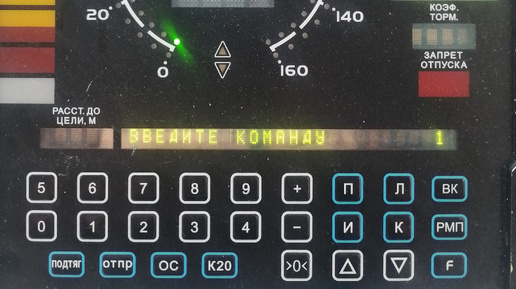 20
140
0
160
КОЭФ.
ТОРМ.
ЗАПРЕТ
ОТПУСКА
РАССТ. ДО
ЦЕЛИ, М
ВВЕДИТЕ КОМАНДУ 1
5 6 7 8 9 + П Л ВК
0 1 2 3 4 – И К РМП
ПОДТЯГ отпр ОС К20 >0< F